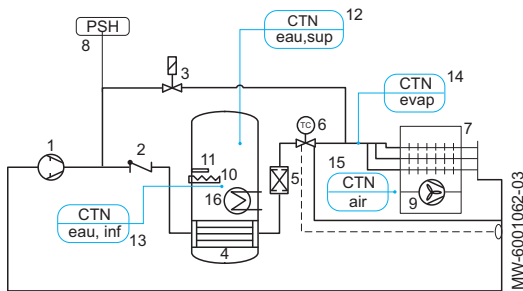 PSH
8
3
CTN
eau,sup
12
CTN
evap
14
TC
6
7
1
2
11
10
16
5
15
CTN
air
9
CTN
eau, inf
13
4
MW-6001062-03